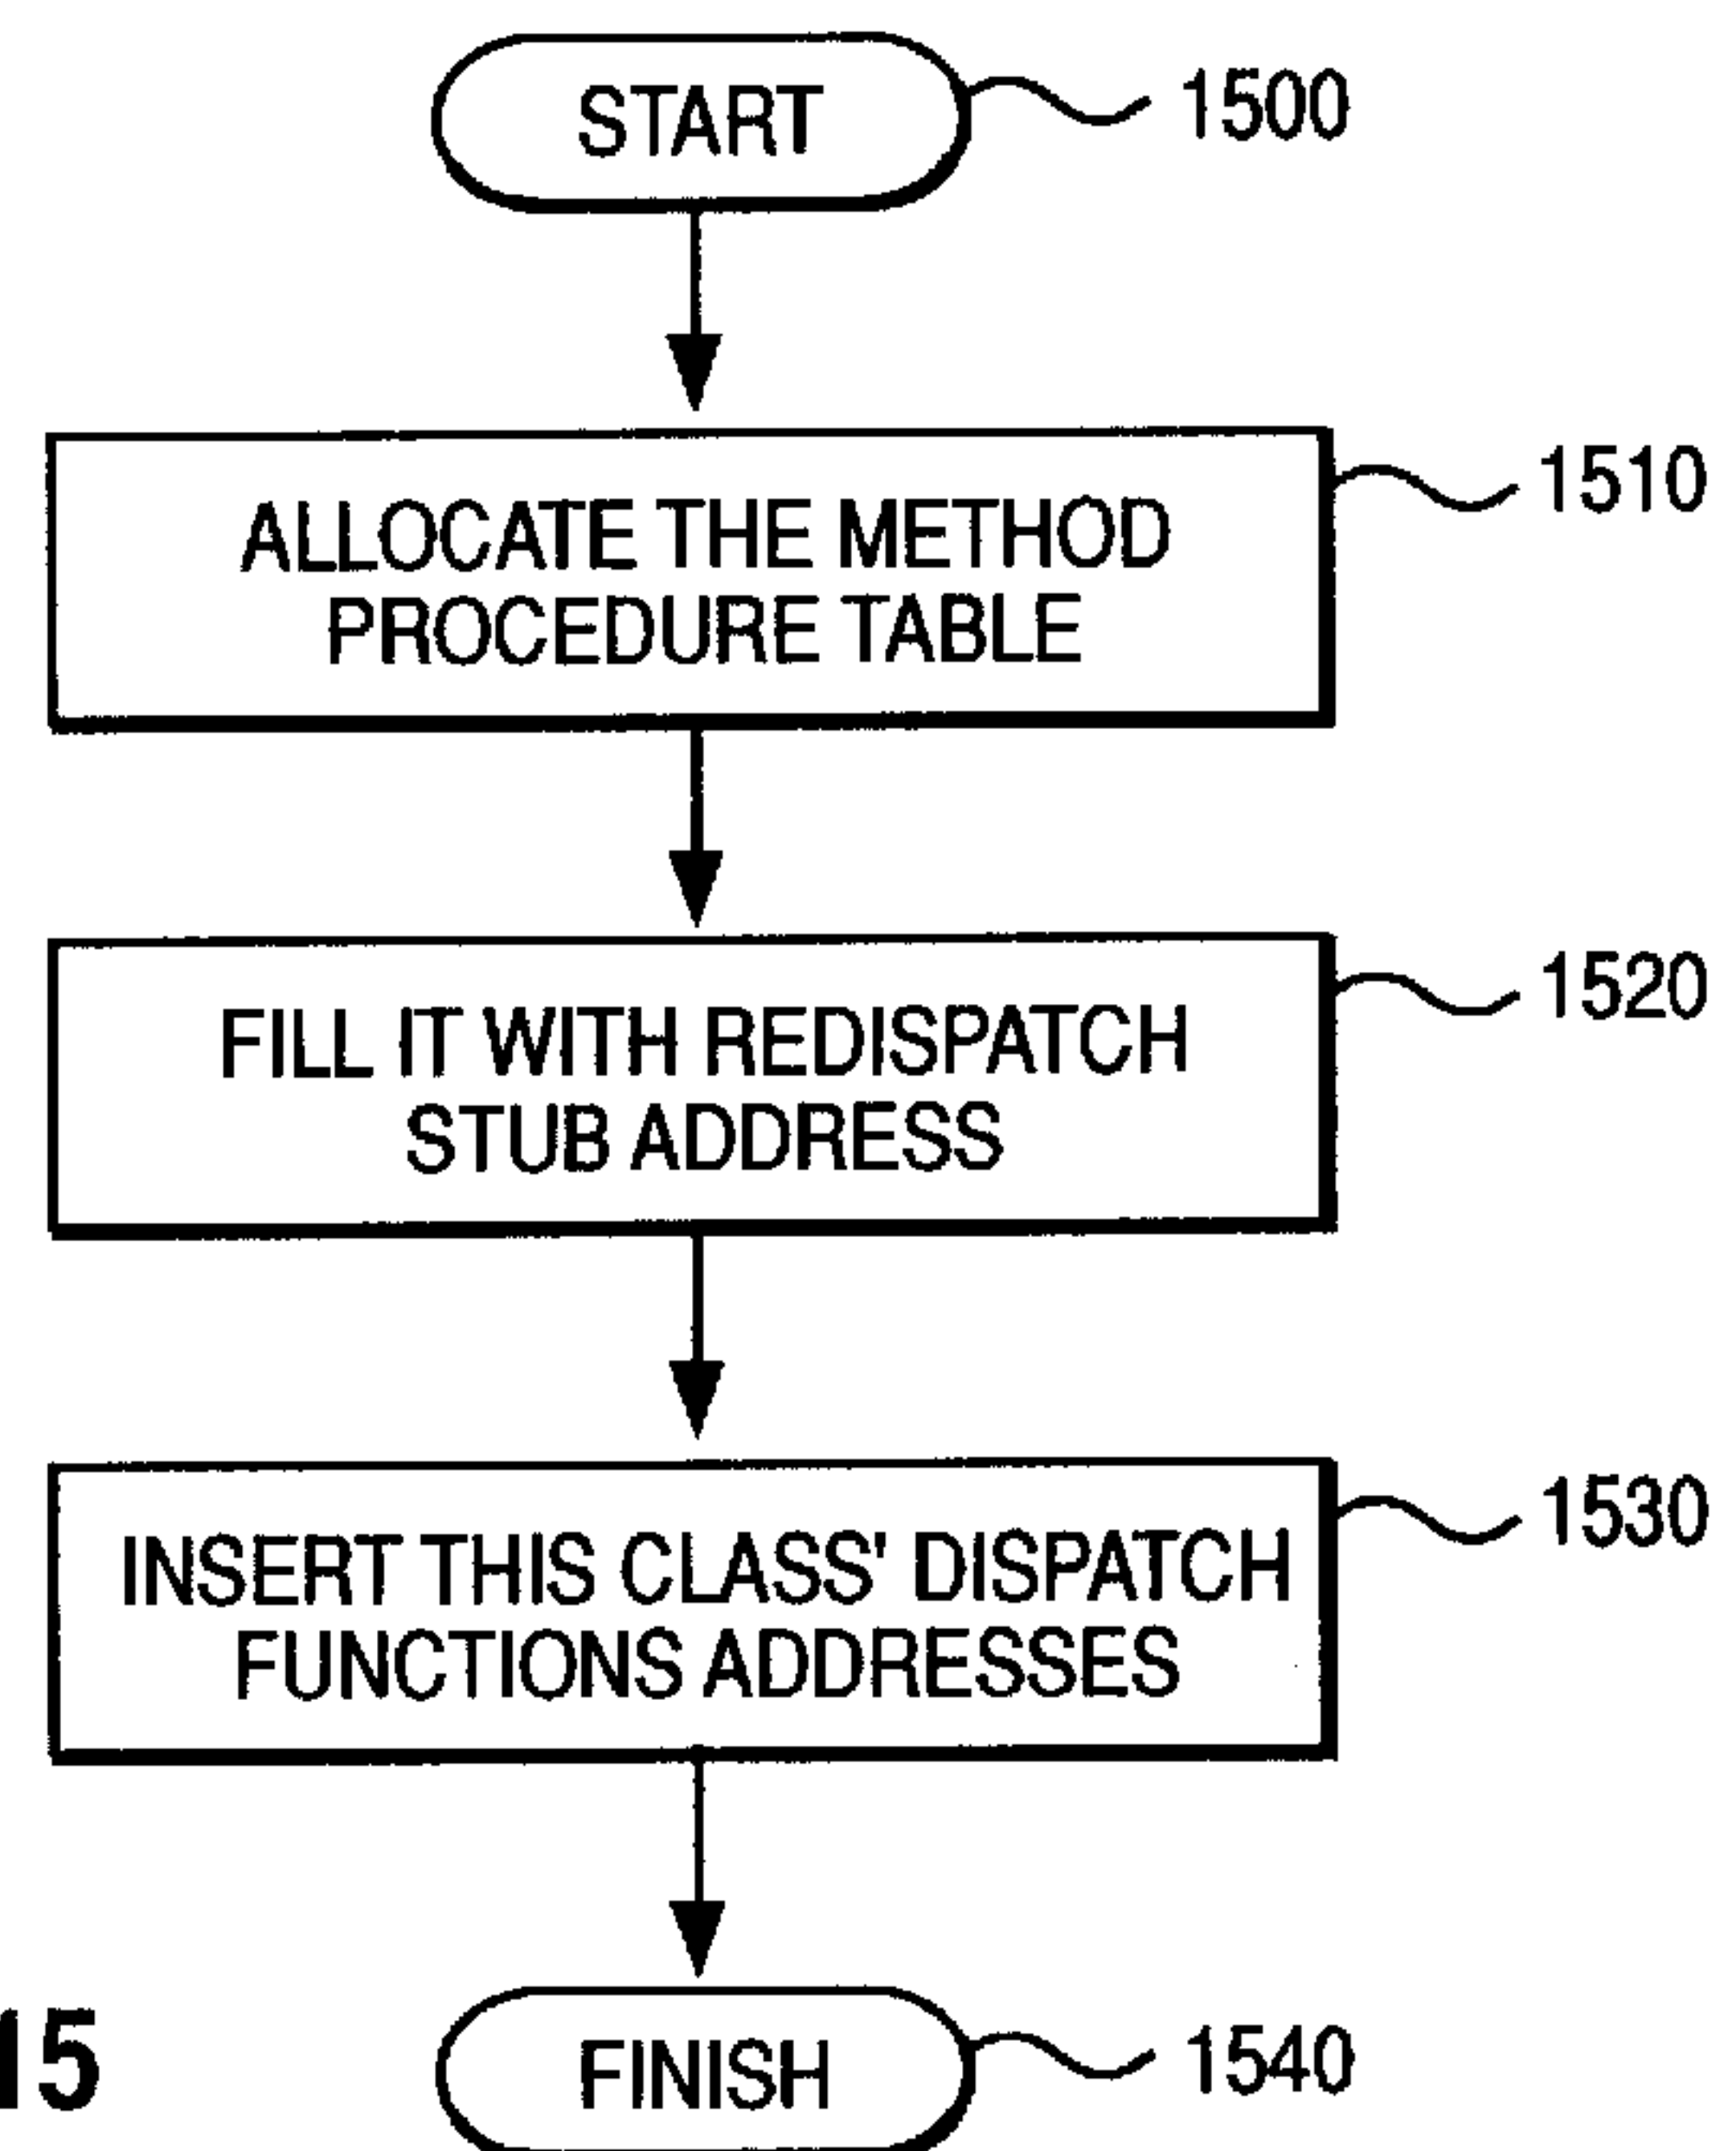 START
1500
ALLOCATE THE METHOD
PROCEDURE TABLE
1510
FILL IT WITH REDISPATCH
STUB ADDRESS
1520
INSERT THIS CLASS' DISPATCH
FUNCTIONS ADDRESSES
1530
FINISH
1540
15